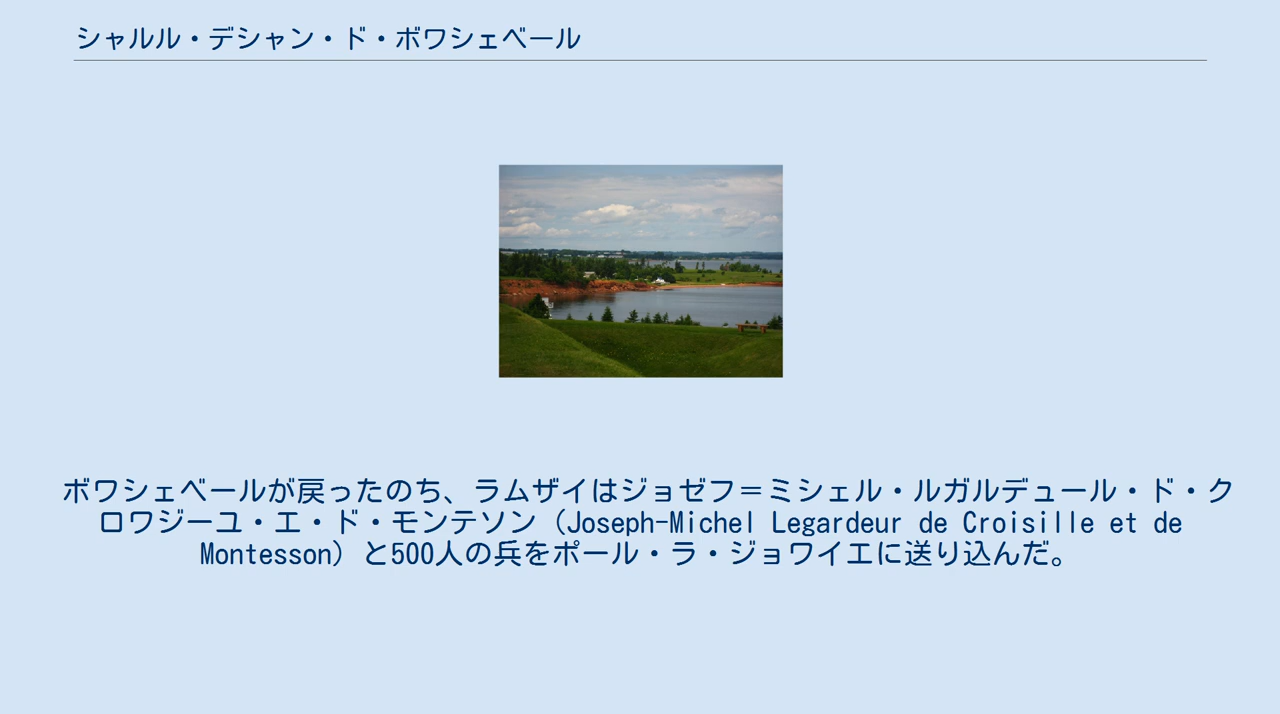 シャルル・デシャン・ド・ボワシェベール
ボワシェベールが戻ったのち、ラムザイはジョゼフ＝ミシェル・ルガルデュール・ド・ク
ロワジーユ・エ・ド・モンテソン（Joseph-Michel Legardeur de Croisille et de
Montesson）と500人の兵をポール・ラ・ジョワイエに送り込んだ。